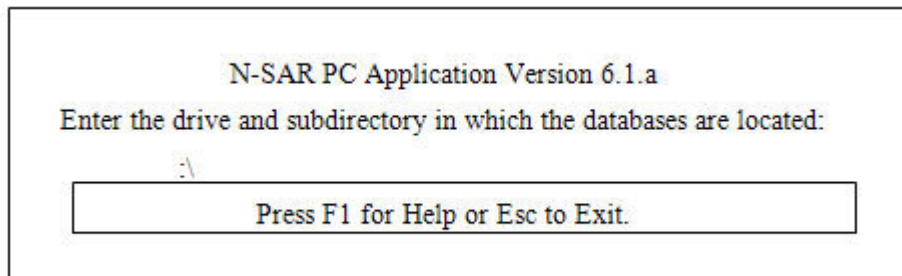 N-SAR PC Application Version 6.1.a
Enter the drive and subdirectory in which the databases are located:
:\
Press F1 for Help or Esc to Exit.